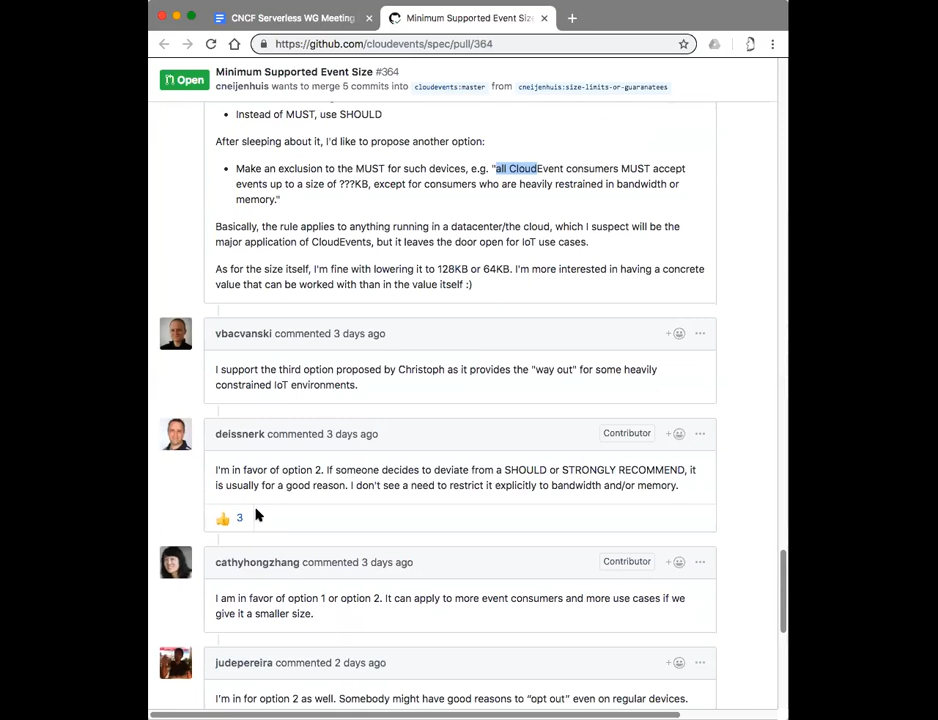 CNCF Serverless WG Meeting
Minimum Supported Event Siz
https://github.com/cloudevents/spec/pull/364
Open
Minimum Supported Event Size #364
cneijenhuis wants to merge 5 commits into cloudevents:master from cneijenhuis:size-limits-or-guaranatees
Instead of MUST, use SHOULD
After sleeping about it, I'd like to propose another option:
Make an exclusion to the MUST for such devices, e.g. "all CloudEvent consumers MUST accept
events up to a size of ???KB, except for consumers who are heavily restrained in bandwidth or
memory."
Basically, the rule applies to anything running in a datacenter/the cloud, which I suspect will be the
major application of CloudEvents, but it leaves the door open for IoT use cases.
As for the size itself, I'm fine with lowering it to 128KB or 64KB. I'm more interested in having a concrete
value that can be worked with than in the value itself :)
vbacvanski commented 3 days ago
I support the third option proposed by Christoph as it provides the "way out" for some heavily
constrained IoT environments.
deissnerk commented 3 days ago
Contributor
I'm in favor of option 2. If someone decides to deviate from a SHOULD or STRONGLY RECOMMEND, it
is usually for a good reason. I don't see a need to restrict it explicitly to bandwidth and/or memory.
3
cathyhongzhang commented 3 days ago
Contributor
I am in favor of option 1 or option 2. It can apply to more event consumers and more use cases if we
give it a smaller size.
judepereira commented 2 days ago
I'm in for option 2 as well. Somebody might have good reasons to “opt out” even on regular devices.